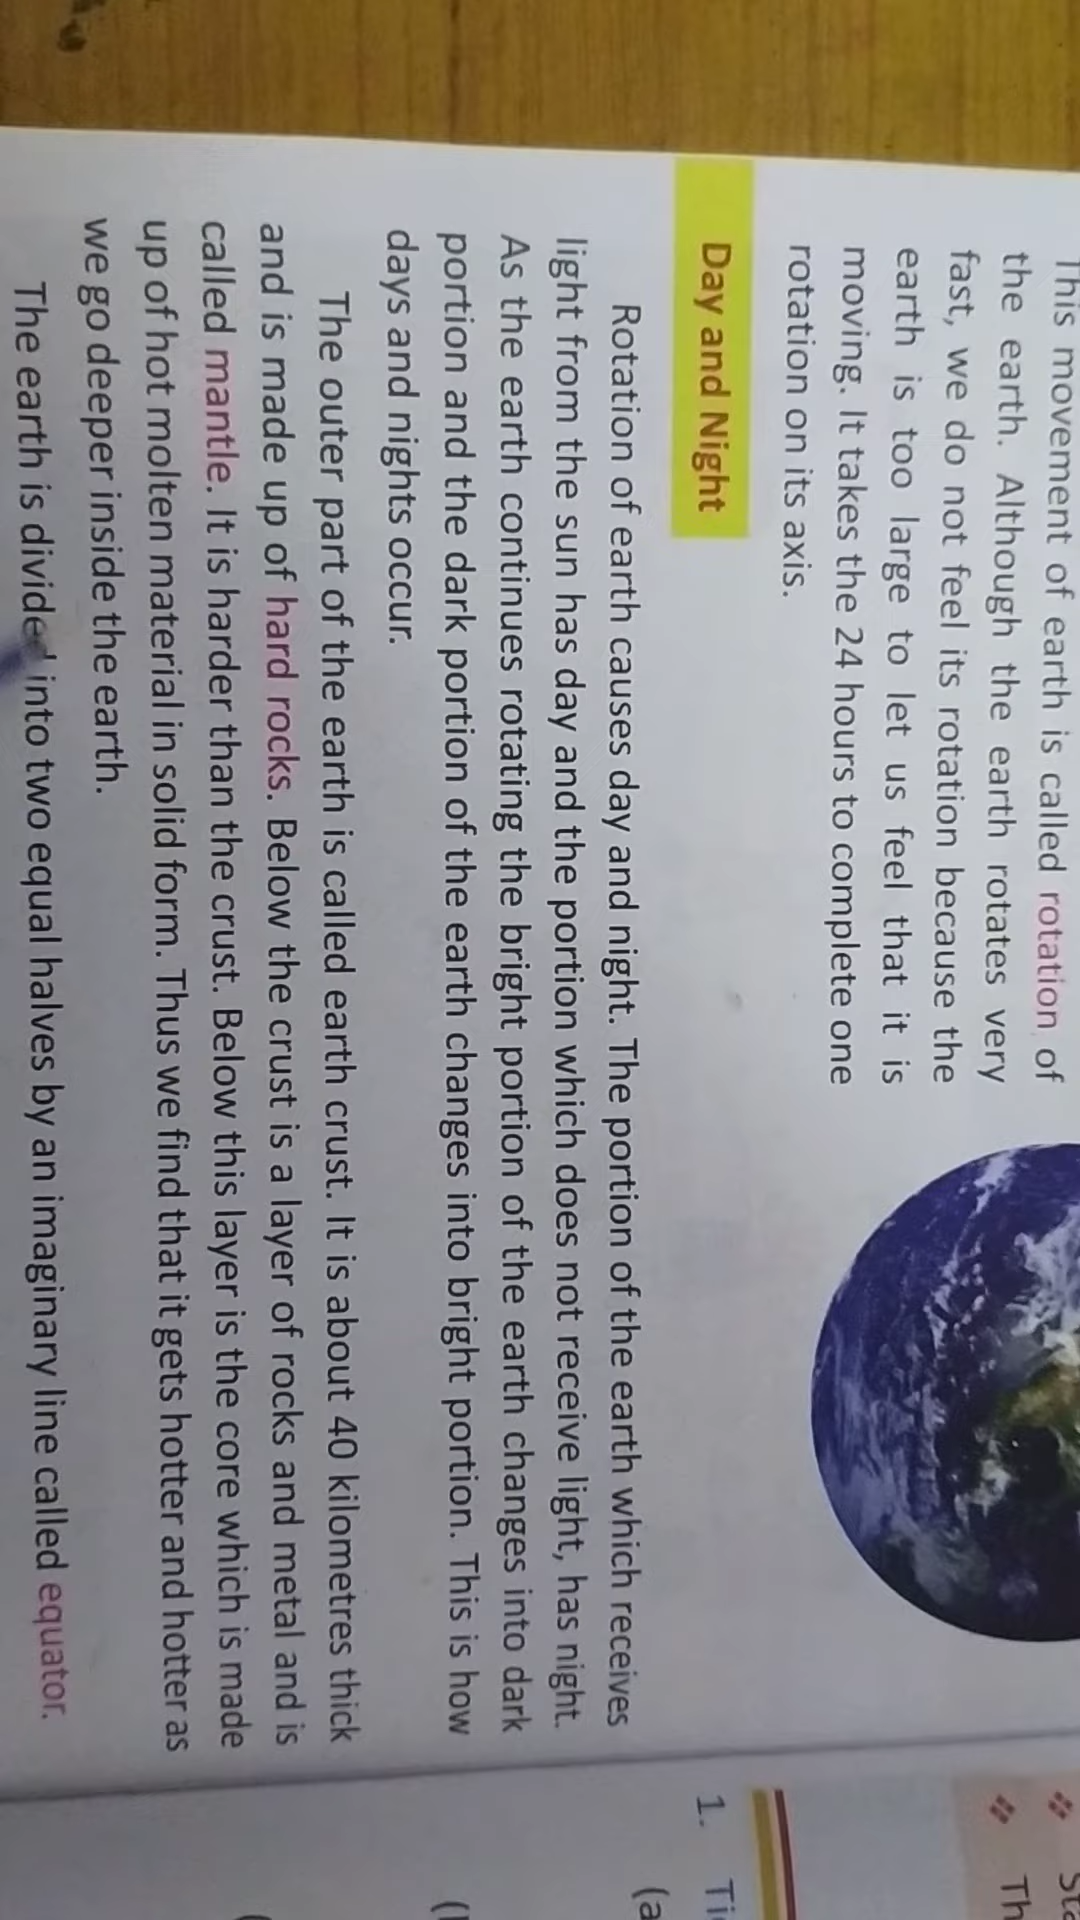 This movement of earth is called rotation of
the earth. Although the earth rotates very
fast, we do not feel its rotation because the
earth is too large to let us feel that it is
moving. It takes the 24 hours to complete one
rotation on its axis.
Day and Night
Rotation of earth causes day and night. The portion of the earth which receives
light from the sun has day and the portion which does not receive light, has night.
As the earth continues rotating the bright portion of the earth changes into dark
portion and the dark portion of the earth changes into bright portion. This is how
days and nights occur.
The outer part of the earth is called earth crust. It is about 40 kilometres thick
and is made up of hard rocks. Below the crust is a layer of rocks and metal and is
called mantle. It is harder than the crust. Below this layer is the core which is made
up of hot molten material in solid form. Thus we find that it gets hotter and hotter as
we go deeper inside the earth.
The earth is divided into two equal halves by an imaginary line called equator.
1.
(a